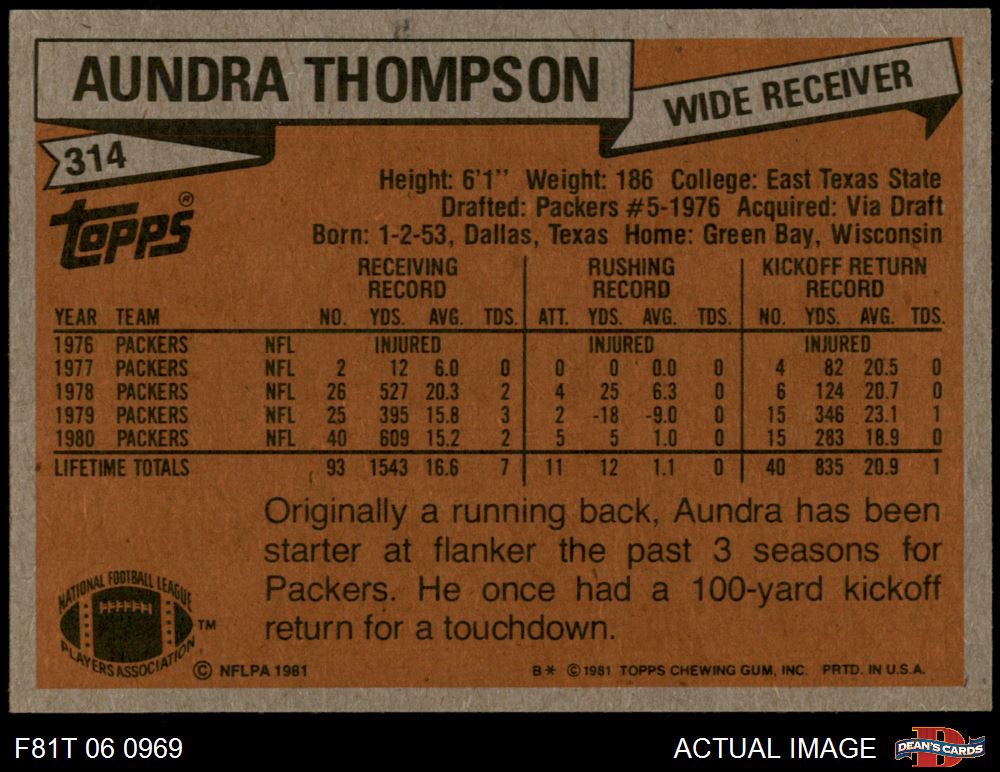 AUNDRA THOMPSON
WIDE RECEIVER
314
Topps®
Height: 6'1'' Weight: 186 College: East Texas State
Drafted: Packers #5-1976 Acquired: Via Draft
Born: 1-2-53, Dallas, Texas Home: Green Bay, Wisconsin
RECEIVING RECORD RUSHING RECORD KICKOFF RETURN RECORD
YEAR TEAM NO. YDS. AVG. TDS. ATT. YDS. AVG. TDS. NO. YDS. AVG. TDS.
1976 PACKERS NFL INJURED INJURED INJURED
1977 PACKERS NFL 2 12 6.0 0 0 0 0.0 0 4 82 20.5 0
1978 PACKERS NFL 26 527 20.3 2 4 25 6.3 0 6 124 20.7 0
1979 PACKERS NFL 25 395 15.8 3 2 -18 -9.0 0 15 346 23.1 1
1980 PACKERS NFL 40 609 15.2 2 5 5 1.0 0 15 283 18.9 0
LIFETIME TOTALS 93 1543 16.6 7 11 12 1.1 0 40 835 20.9 1
Originally a running back, Aundra has been
starter at flanker the past 3 seasons for
Packers. He once had a 100-yard kickoff
return for a touchdown.
NATIONAL FOOTBALL LEAGUE
PLAYERS ASSOCIATION
TM
© NFLPA 1981
B* © 1981 TOPPS CHEWING GUM, INC. PRTD. IN U.S.A.
F81T 06 0969
ACTUAL IMAGE
D
DEAN'S CARDS